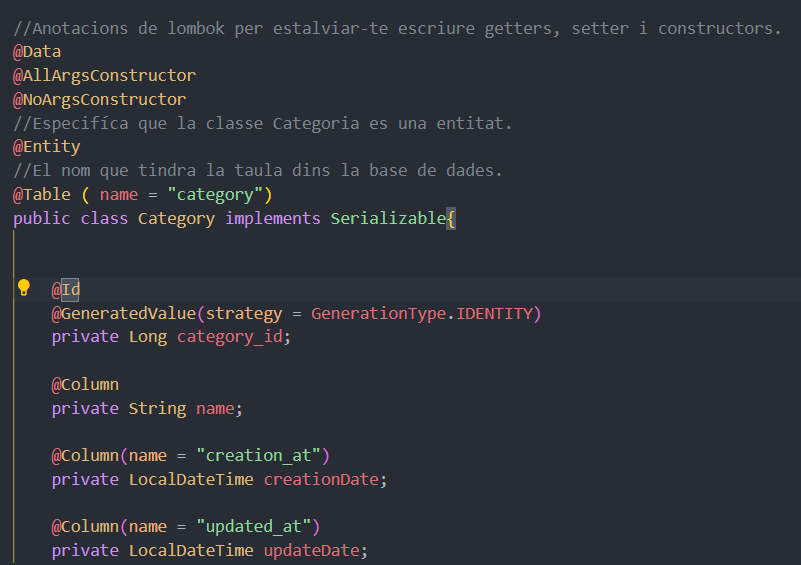 //Anotacions de lombok per estalviar-te escriure getters, setter i constructors.
@Data
@AllArgsConstructor
@NoArgsConstructor
//Especifíca que la classe Categoria es una entitat.
@Entity
//El nom que tindra la taula dins la base de dades.
@Table ( name = "category")
public class Category implements Serializable{
@Id
@GeneratedValue(strategy = GenerationType.IDENTITY)
private Long category_id;
@Column
private String name;
@Column(name = "creation_at")
private LocalDateTime creationDate;
@Column(name = "updated_at")
private LocalDateTime updateDate;